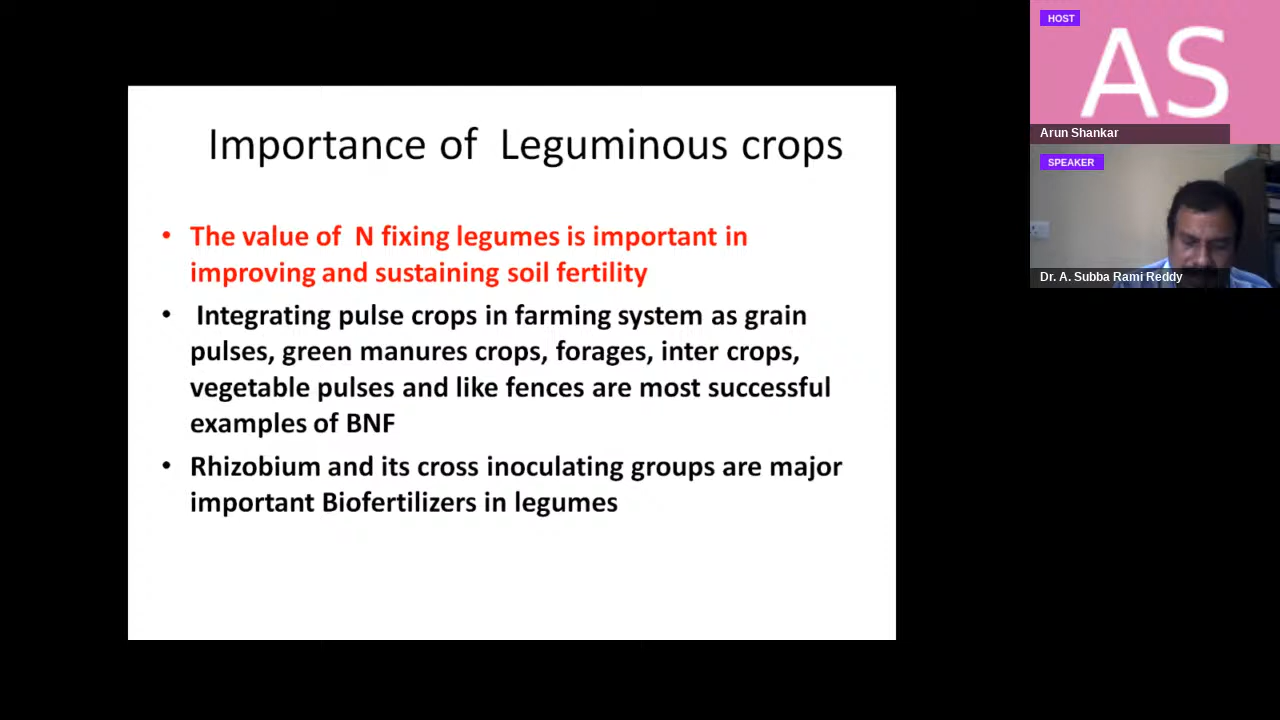 Importance of Leguminous crops
• The value of N fixing legumes is important in
improving and sustaining soil fertility
• Integrating pulse crops in farming system as grain
pulses, green manures crops, forages, inter crops,
vegetable pulses and like fences are most successful
examples of BNF
• Rhizobium and its cross inoculating groups are major
important Biofertilizers in legumes
HOST
AS
Arun Shankar
SPEAKER
Dr. A. Subba Rami Reddy